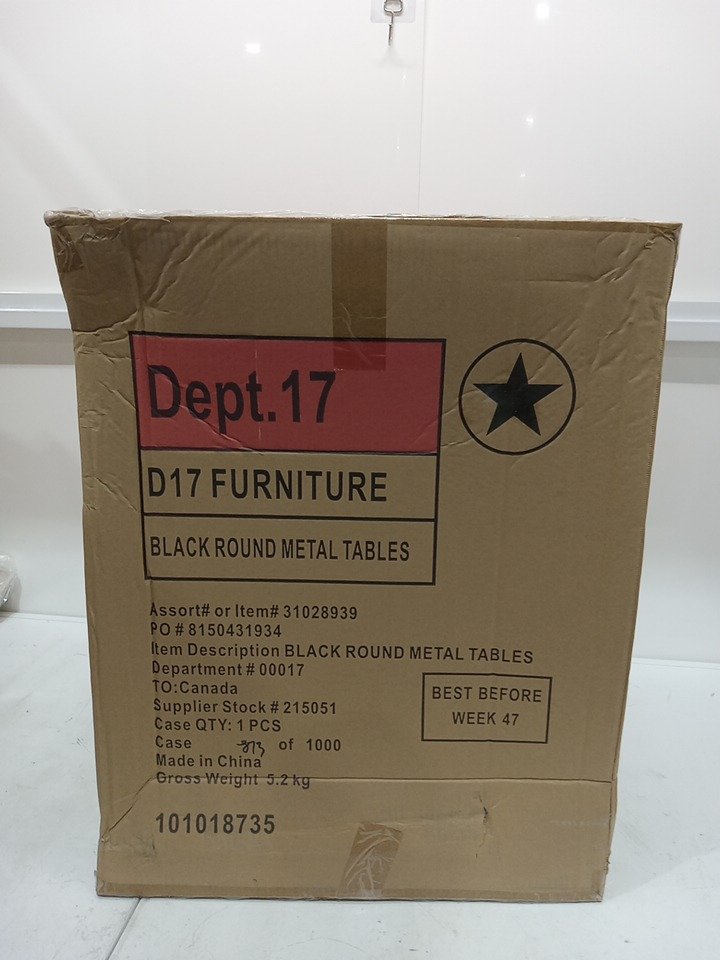 Dept.17
D17 FURNITURE
BLACK ROUND METAL TABLES
Assort# or Item# 31028939
PO # 8150431934
Item Description BLACK ROUND METAL TABLES
Department # 00017
TO:Canada
Supplier Stock # 215051
Case QTY: 1 PCS
Case of 1000
Made in China
Gross Weight 5.2 kg
101018735
BEST BEFORE
WEEK 47